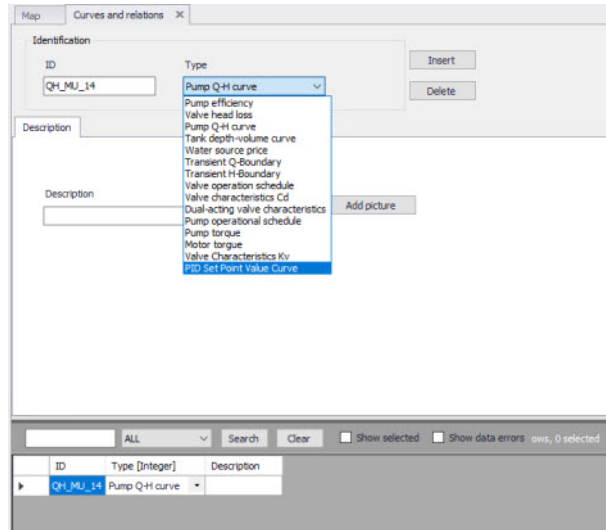 Map Curves and relations ×
Identification
ID Type Insert
QH_MU_14 Pump Q-H curve Delete
Pump efficiency
Valve head loss
Pump Q-H curve
Tank depth-volume curve
Water source price
Transient Q-Boundary
Transient H-Boundary
Valve operation schedule
Valve characteristics Cd
Dual-acting valve characteristics
Pump operational schedule
Pump torque
Motor torgue
Valve Characteristics Kv
PID Set Point Value Curve
Description
Description Add picture
ALL Search Clear Show selected Show data errors ows, 0 selected
ID Type [Integer] Description
QH_MU_14 Pump Q-H curve